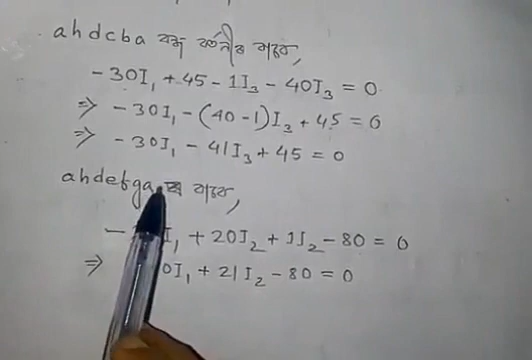 ahdcba বদ্ধ বর্তনীর ক্ষেত্রে,
-30I₁ + 45 - 1I₃ - 40I₃ = 0
⇒ -30I₁ - (40-1)I₃ + 45 = 0
⇒ -30I₁ - 41I₃ + 45 = 0
ahdefga ক্ষেত্রে,
- I₁ + 20I₂ + 1I₂ - 80 = 0
⇒ 0I₁ + 21I₂ - 80 = 0